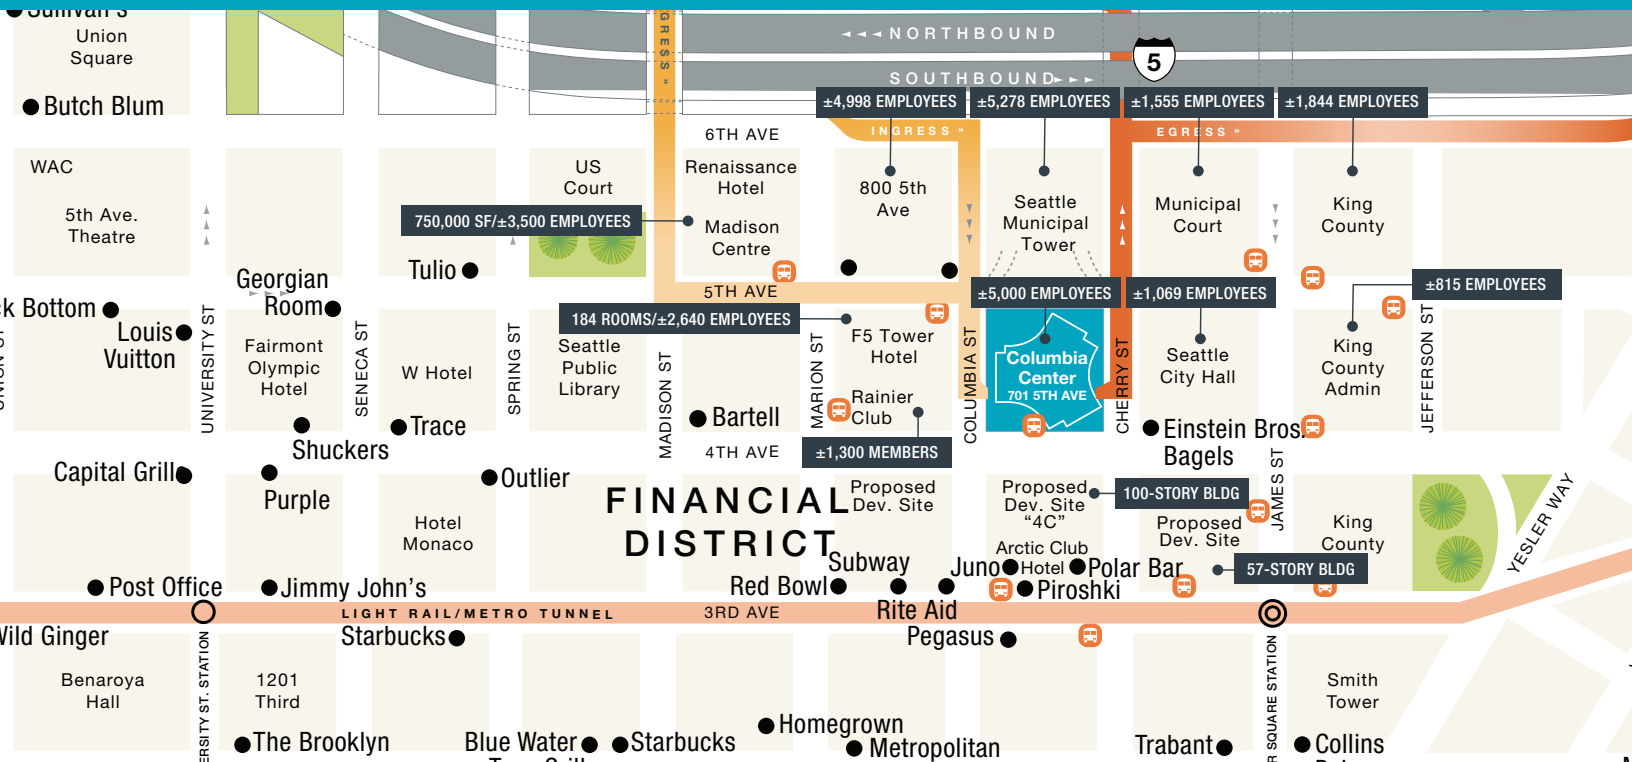 Sullivan's
Union
Square
Butch Blum
GRESS »
◄◄◄NORTHBOUND
SOUTHBOUND►►►
5
±4,998 EMPLOYEES
±5,278 EMPLOYEES
±1,555 EMPLOYEES
±1,844 EMPLOYEES
6TH AVE
INGRESS »
EGRESS »
WAC
5th Ave.
Theatre
US
Court
Renaissance
Hotel
Madison
Centre
800 5th
Ave
Seattle
Municipal
Tower
Municipal
Court
King
County
750,000 SF/±3,500 EMPLOYEES
Tulio
Georgian
Room
5TH AVE
±5,000 EMPLOYEES
±1,069 EMPLOYEES
±815 EMPLOYEES
ck Bottom
Louis
Vuitton
184 ROOMS/±2,640 EMPLOYEES
UNION ST
UNIVERSITY ST
SENECA ST
SPRING ST
MADISON ST
MARION ST
COLUMBIA ST
CHERRY ST
JAMES ST
JEFFERSON ST
YESLER WAY
Fairmont
Olympic
Hotel
W Hotel
Seattle
Public
Library
F5 Tower
Hotel
Rainier
Club
Columbia
Center
701 5TH AVE
Seattle
City Hall
King
County
Admin
Shuckers
Trace
Bartell
Einstein Bros.
Bagels
4TH AVE
±1,300 MEMBERS
Capital Grill
Purple
Outlier
Hotel
Monaco
FINANCIAL
DISTRICT
Proposed
Dev. Site
Proposed
Dev. Site
“4C”
100-STORY BLDG
Proposed
Dev. Site
King
County
57-STORY BLDG
Arctic Club
Hotel
Post Office
Jimmy John's
Red Bowl
Subway
Rite Aid
Juno
Polar Bar
Piroshki
LIGHT RAIL/METRO TUNNEL
3RD AVE
Wild Ginger
Starbucks
Pegasus
ERSITY ST. STATION
R SQUARE STATION
Benaroya
Hall
1201
Third
Smith
Tower
The Brooklyn
Blue Water
Starbucks
Homegrown
Metropolitan
Trabant
Collins